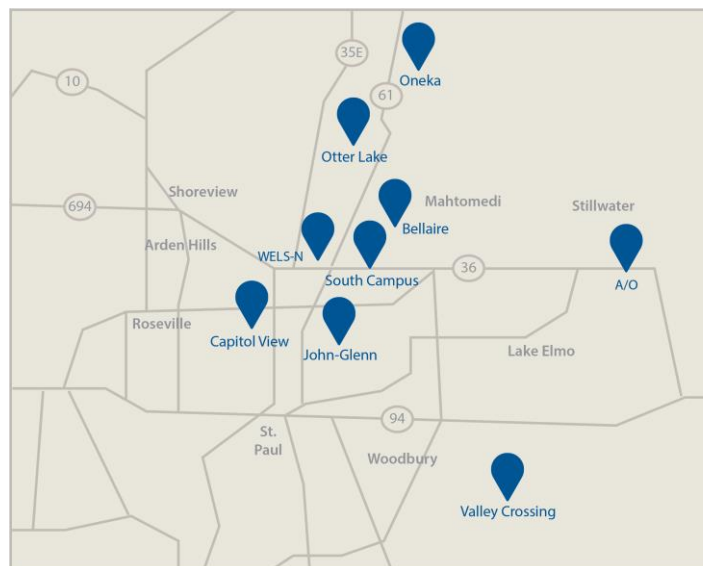 35E
Oneka
10
61
Otter Lake
Shoreview
Mahtomedi
Stillwater
694
Arden Hills
Bellaire
WELS-N
South Campus
36
A/O
Roseville
Capitol View
John-Glenn
Lake Elmo
94
St.
Paul
Woodbury
Valley Crossing